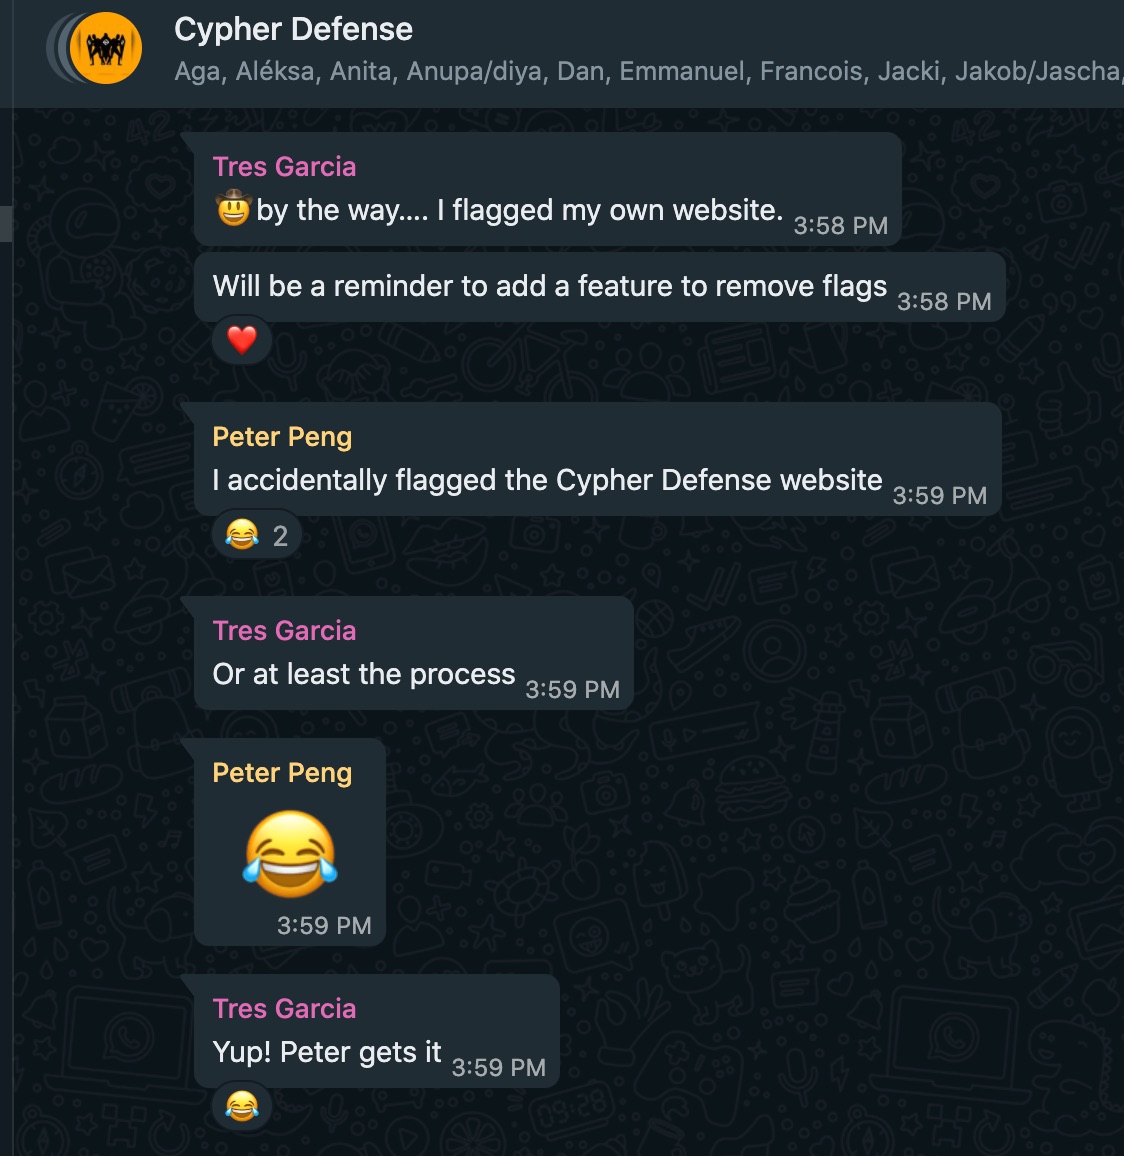 Cypher Defense
Aga, Aléksa, Anita, Anupa/diya, Dan, Emmanuel, Francois, Jacki, Jakob/Jascha,
Tres Garcia
🤠by the way.... I flagged my own website. 3:58 PM
Will be a reminder to add a feature to remove flags 3:58 PM
❤️
Peter Peng
I accidentally flagged the Cypher Defense website 3:59 PM
😂 2
Tres Garcia
Or at least the process 3:59 PM
Peter Peng
😂
3:59 PM
Tres Garcia
Yup! Peter gets it 3:59 PM
😂